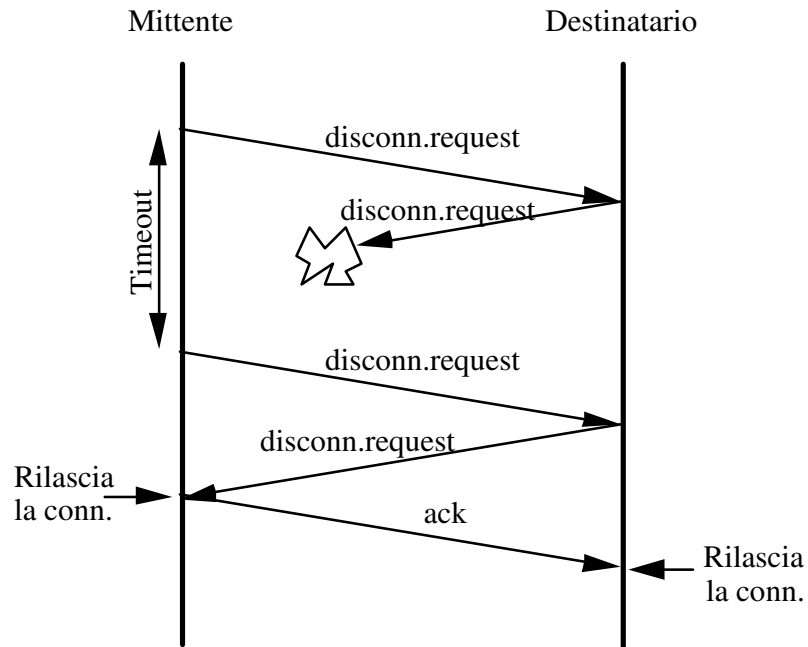 Mittente
Destinatario
disconn.request
disconn.request
Timeout
disconn.request
disconn.request
Rilascia
la conn.
ack
Rilascia
la conn.